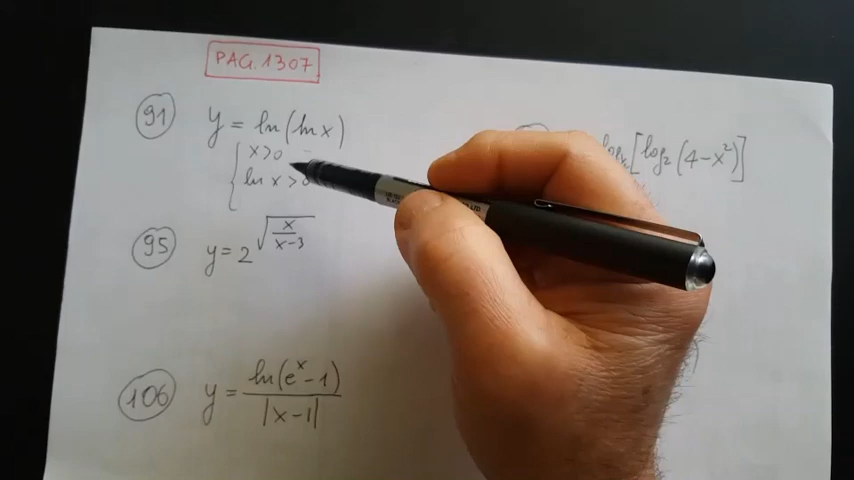 PAG. 1307
91 y = ln(ln x)
{ x>0
ln x >0
95 y = 2^√(x/(x-3))
106 y = ln(e^x - 1) / |x-1|
[log₂ (4-x²)]